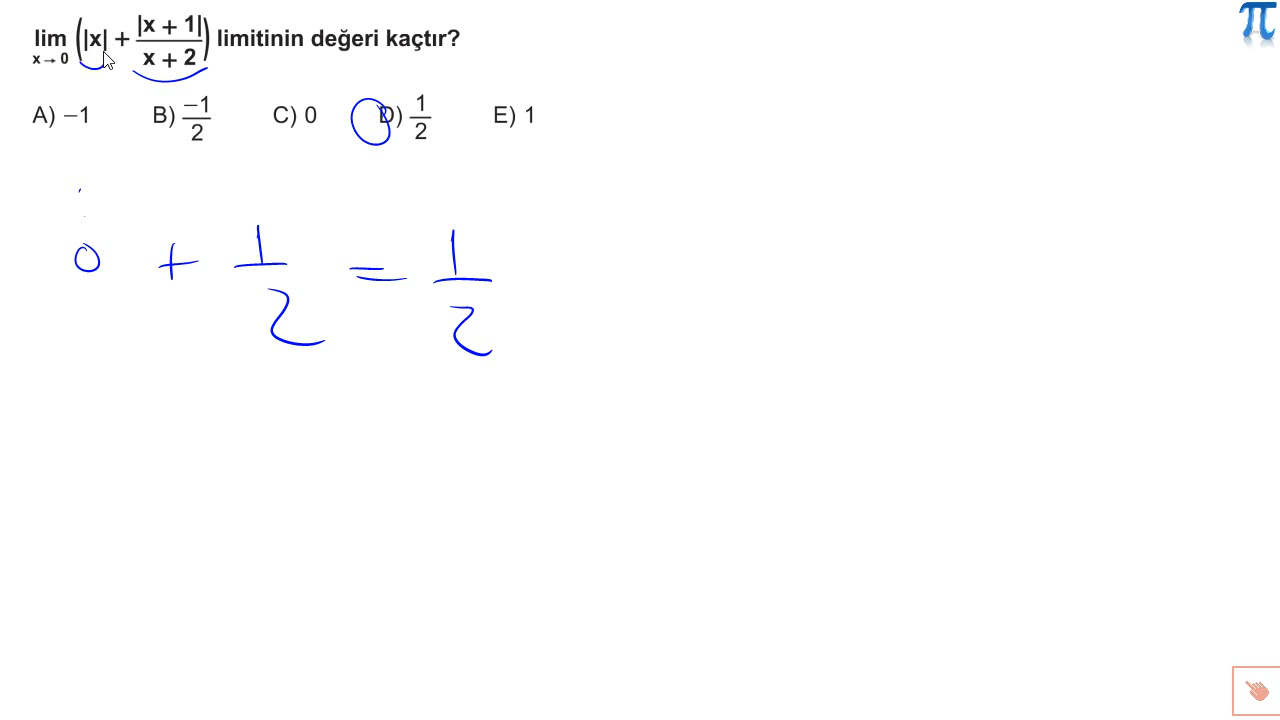 lim x→0 (|x| + |x + 1| / x + 2) limitinin değeri kaçtır?
A) −1 B) −1/2 C) 0 D) 1/2 E) 1
0 + 1/2 = 1/2
π